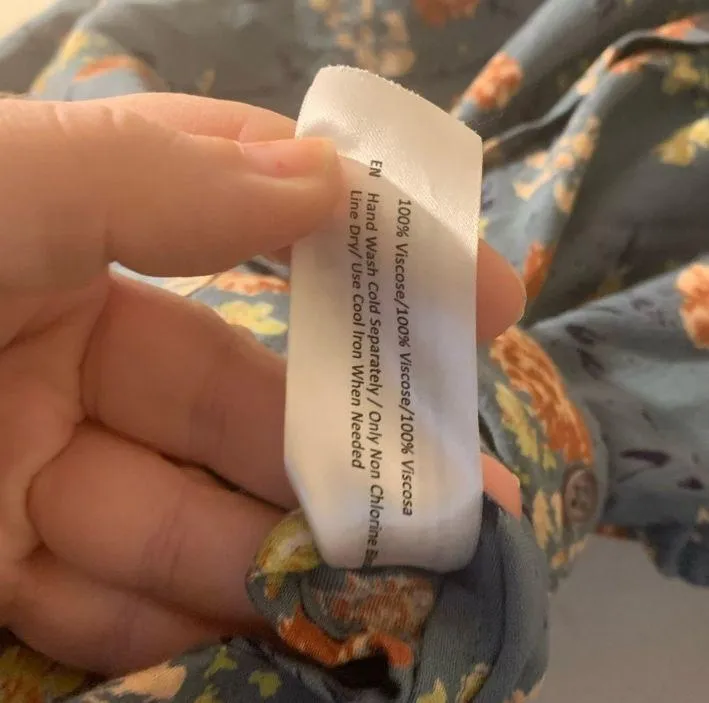 100% Viscose/100% Viscose/100% Viscosa
EN Hand Wash Cold Separately / Only Non Chlorine
Line Dry/ Use Cool Iron When Needed